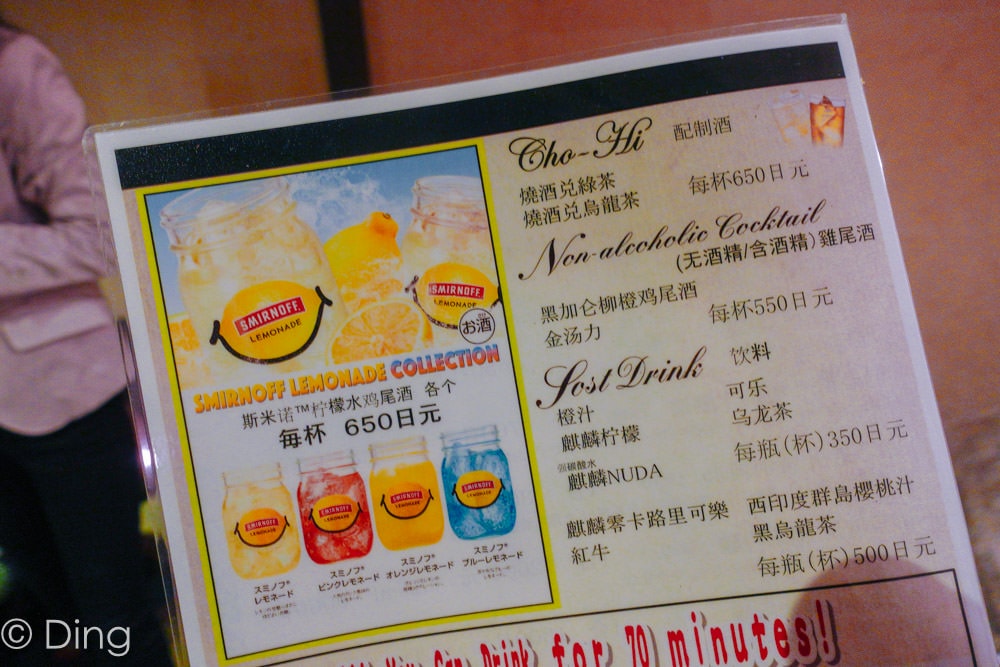 SMIRNOFF
LEMONADE
SMIRNOFF
LEMONADE
お酒
SMIRNOFF LEMONADE COLLECTION
斯米诺™柠檬水鸡尾酒 各个
每杯 650日元
SMIRNOFF
LEMONADE
SMIRNOFF
LEMONADE
SMIRNOFF
LEMONADE
SMIRNOFF
LEMONADE
スミノフ®
レモネード
スミノフ®
ピンクレモネード
スミノフ®
オレンジレモネード
スミノフ®
ブルーレモネード
Cho-Hi 配制酒
燒酒兑綠茶
燒酒兑烏龍茶
每杯650日元
Non-alcoholic Cocktail
(无酒精/含酒精)雞尾酒
黑加仑柳橙鸡尾酒
金汤力
每杯550日元
Sost Drink 饮料
橙汁
可乐
麒麟柠檬
乌龙茶
每瓶(杯)350日元
强碳酸水
麒麟NUDA
麒麟零卡路里可樂
西印度群島櫻桃汁
紅牛
黑烏龍茶
每瓶(杯)500日元
Drink for 70 minutes!
© Ding